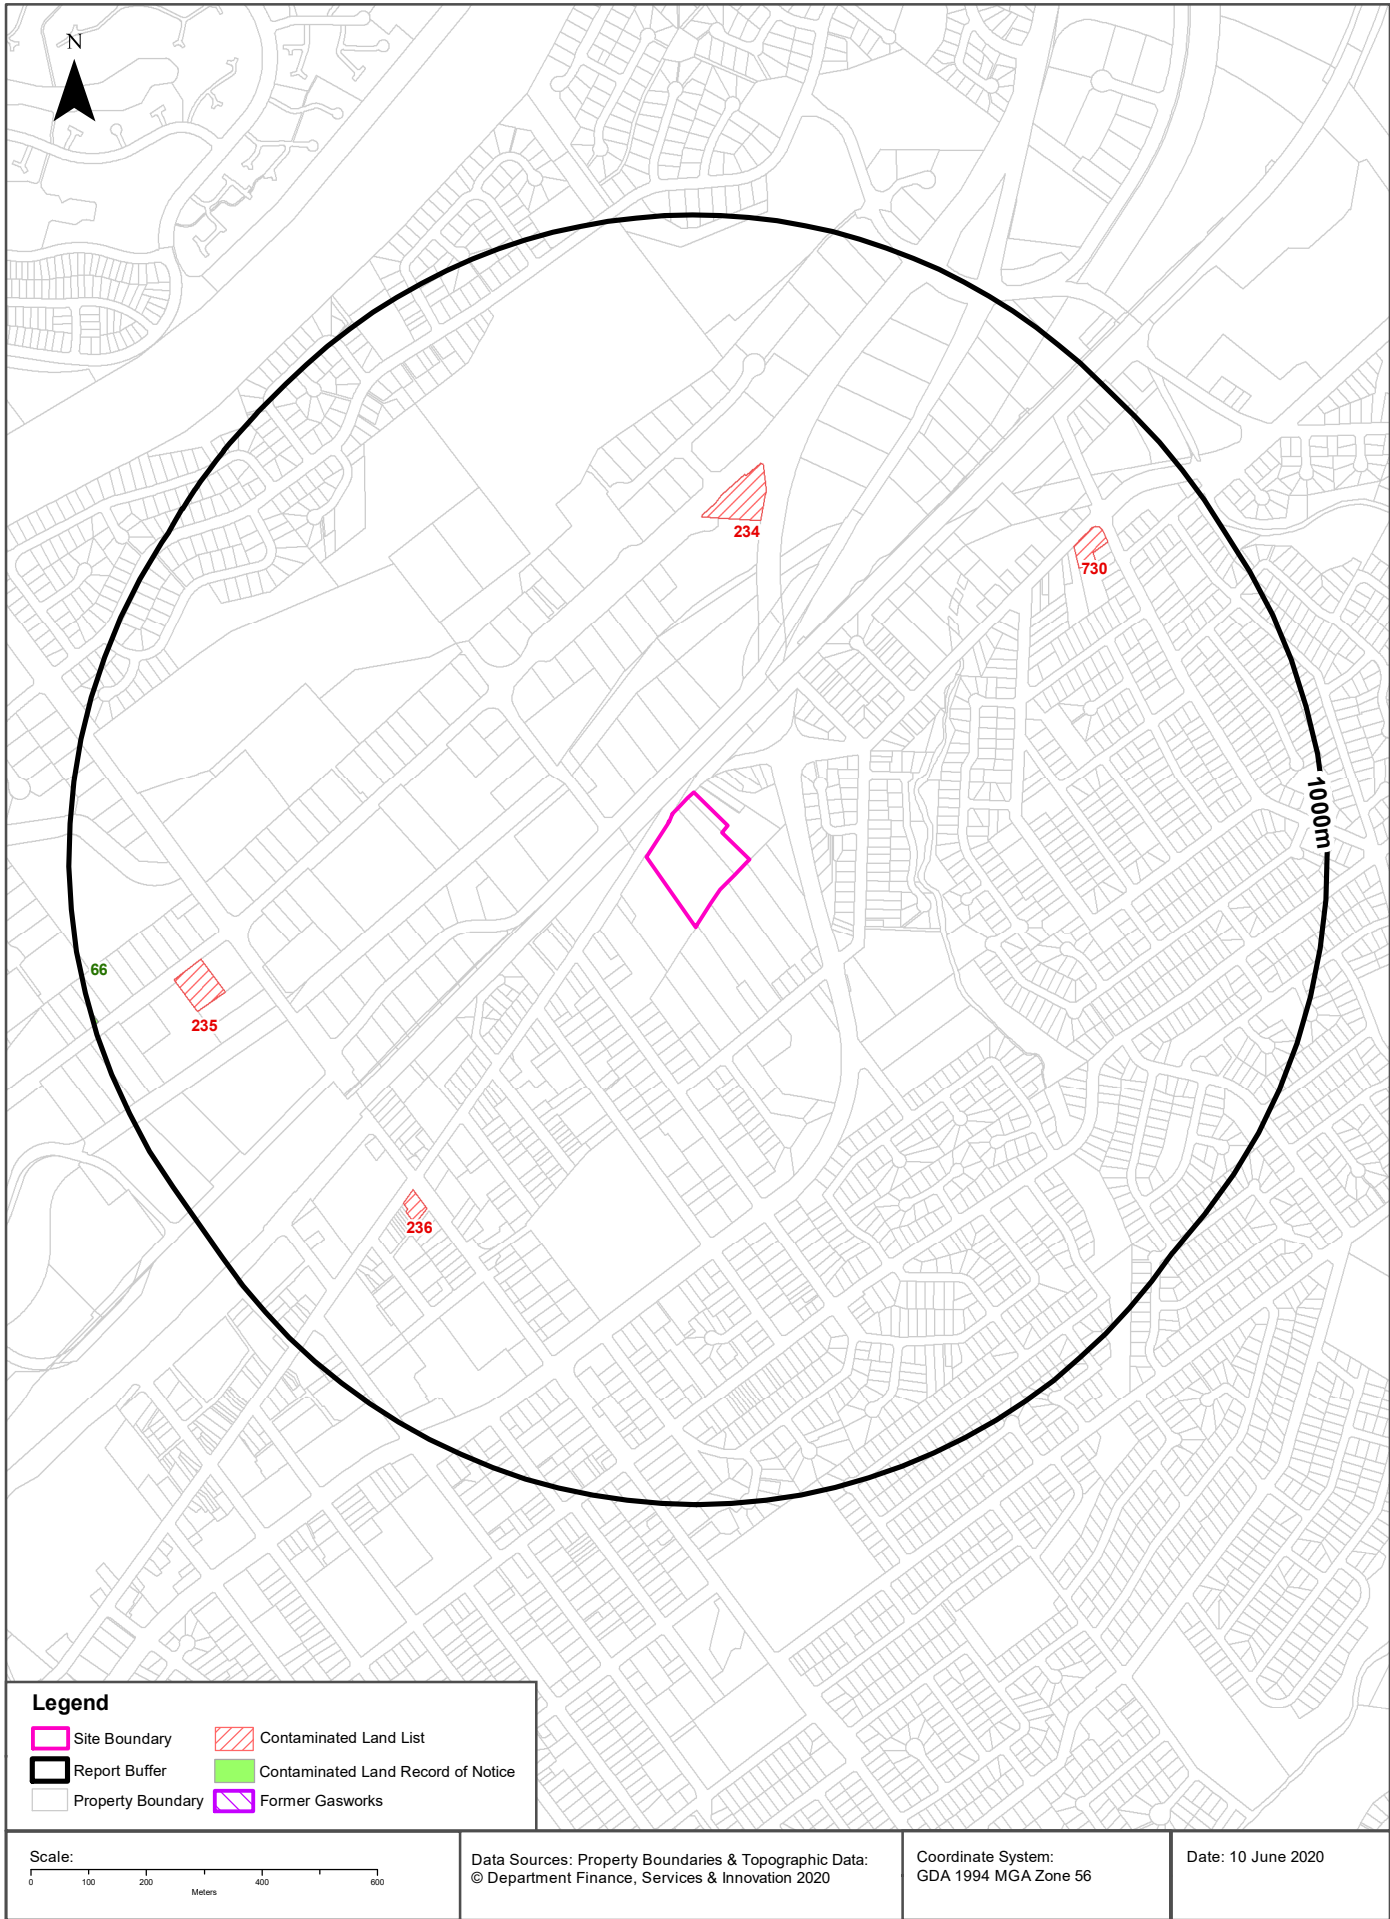 N
234
730
1000m
66
235
236
Legend
Site Boundary
Contaminated Land List
Report Buffer
Contaminated Land Record of Notice
Property Boundary
Former Gasworks
Scale:
0 100 200 400 600
Meters
Data Sources: Property Boundaries & Topographic Data:
© Department Finance, Services & Innovation 2020
Coordinate System:
GDA 1994 MGA Zone 56
Date: 10 June 2020